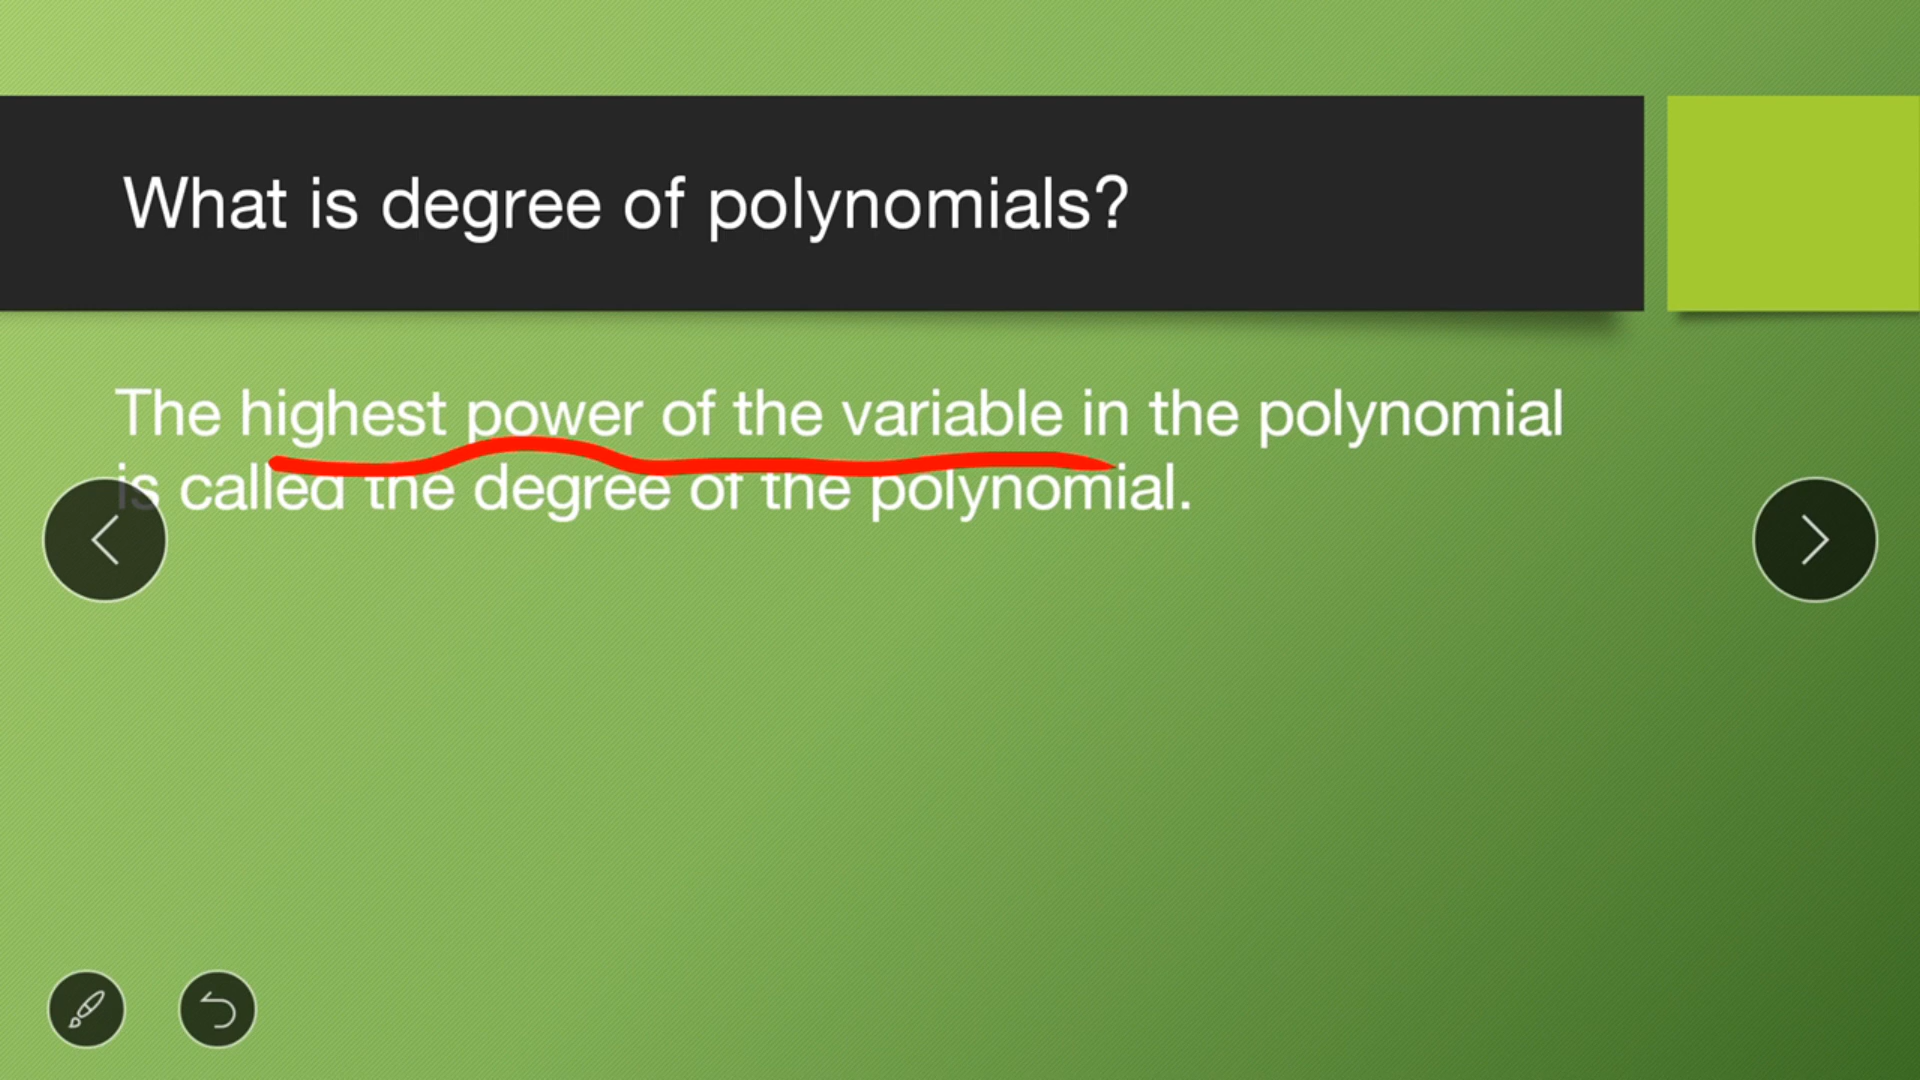 What is degree of polynomials?
The highest power of the variable in the polynomial
is called the degree of the polynomial.